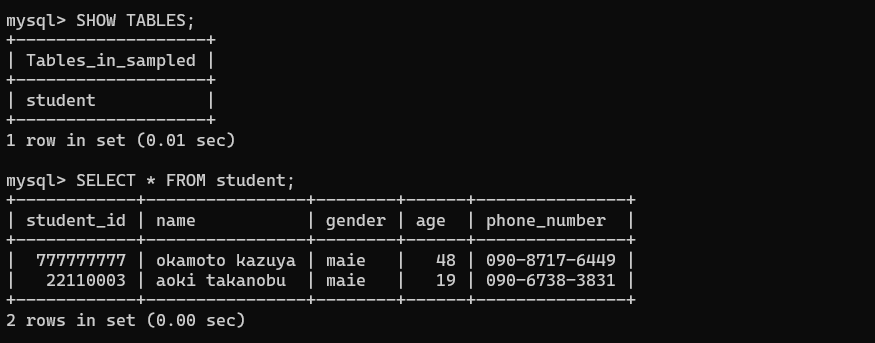 mysql> SHOW TABLES;
+-------------------+
| Tables_in_sampled |
+-------------------+
| student           |
+-------------------+
1 row in set (0.01 sec)

mysql> SELECT * FROM student;
+------------+----------------+--------+------+---------------+
| student_id | name           | gender | age  | phone_number  |
+------------+----------------+--------+------+---------------+
|  777777777 | okamoto kazuya | maie   |   48 | 090-8717-6449 |
|   22110003 | aoki takanobu  | maie   |   19 | 090-6738-3831 |
+------------+----------------+--------+------+---------------+
2 rows in set (0.00 sec)